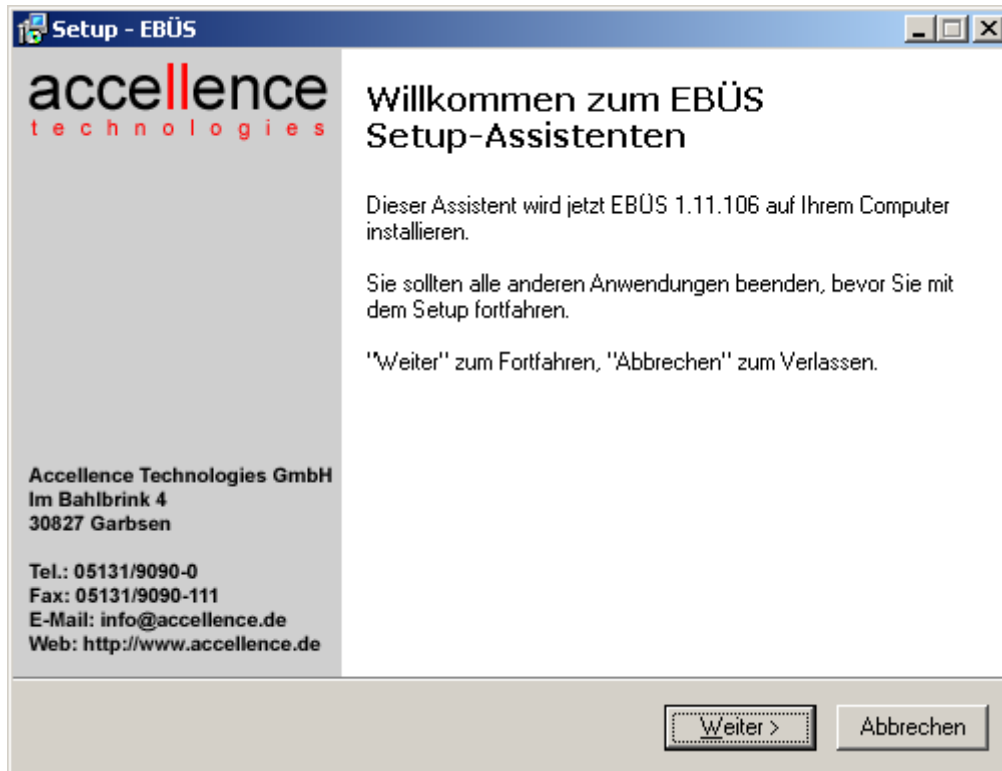 Setup - EBÜS
accellence
technologies
Willkommen zum EBÜS
Setup-Assistenten
Dieser Assistent wird jetzt EBÜS 1.11.106 auf Ihrem Computer
installieren.
Sie sollten alle anderen Anwendungen beenden, bevor Sie mit
dem Setup fortfahren.
"Weiter" zum Fortfahren, "Abbrechen" zum Verlassen.
Accellence Technologies GmbH
Im Bahlbrink 4
30827 Garbsen
Tel.: 05131/9090-0
Fax: 05131/9090-111
E-Mail: info@accellence.de
Web: http://www.accellence.de
Weiter >
Abbrechen